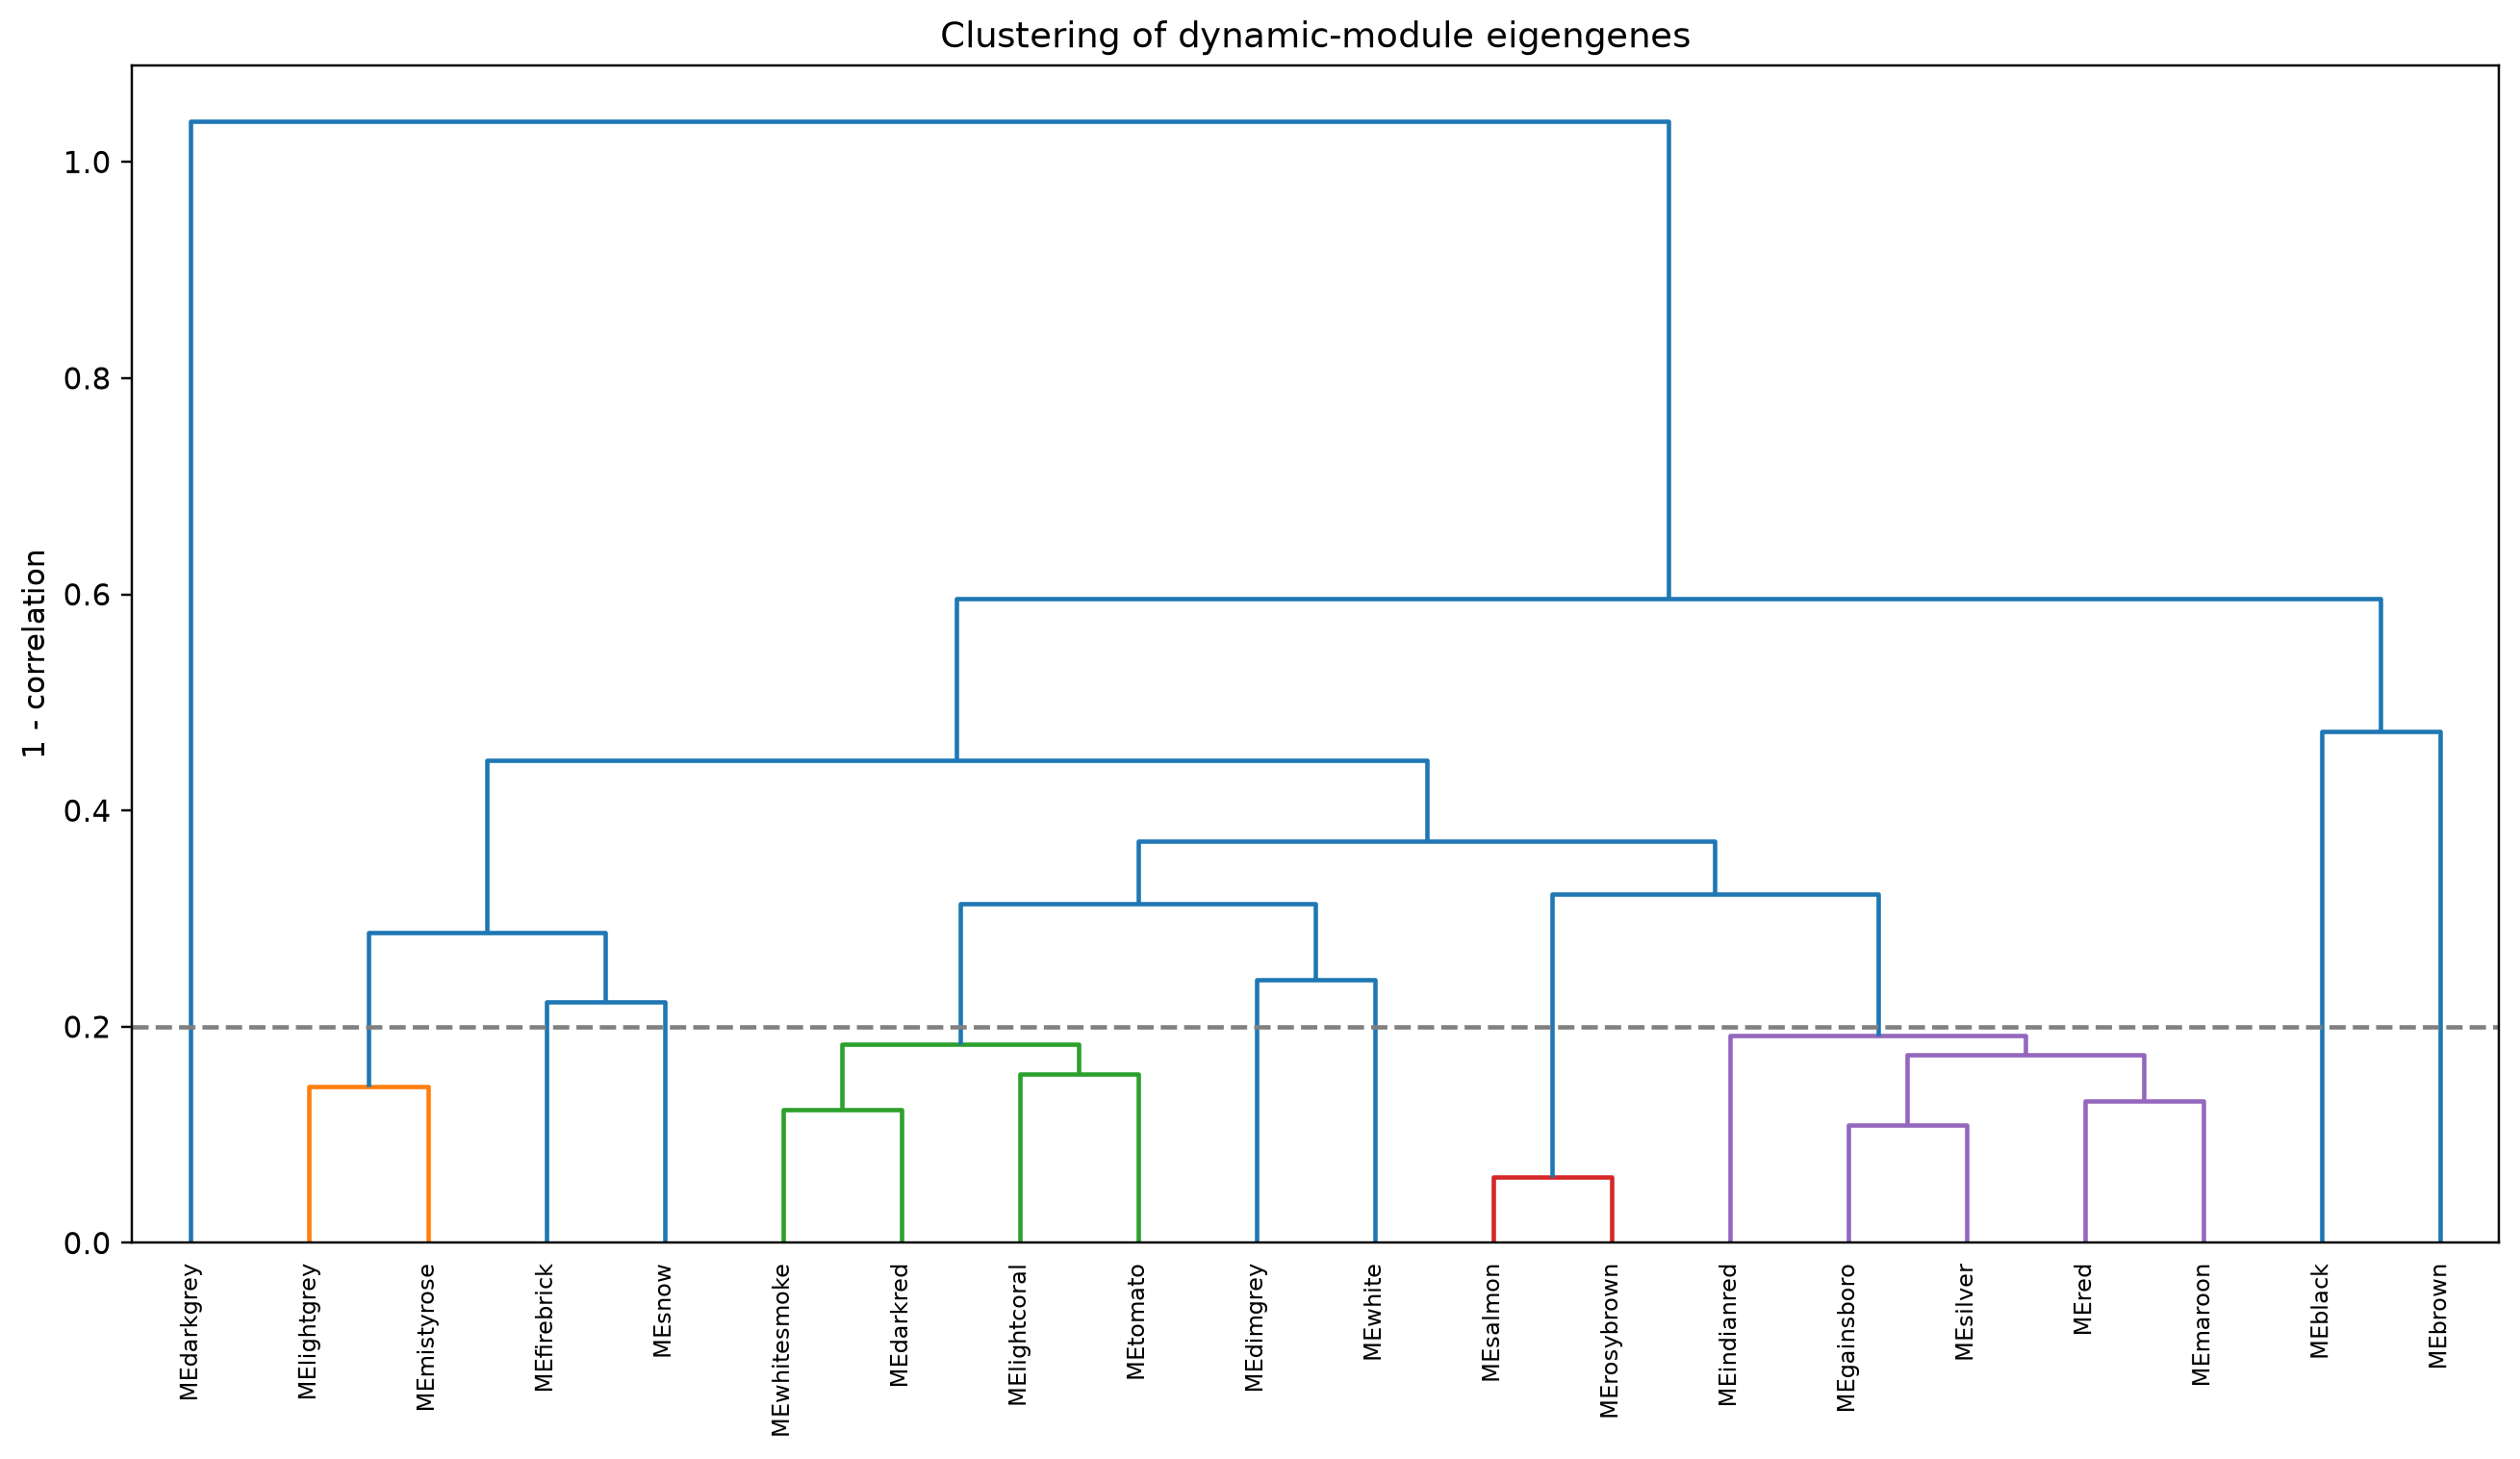 Clustering of dynamic-module eigengenes
1 - correlation
1.0
0.8
0.6
0.4
0.2
0.0
MEdarkgrey
MElightgrey
MEmistyrose
MEfirebrick
MEsnow
MEwhitesmoke
MEdarkred
MElightcoral
MEtomato
MEdimgrey
MEwhite
MEsalmon
MErosybrown
MEindianred
MEgainsboro
MEsilver
MEred
MEmaroon
MEblack
MEbrown